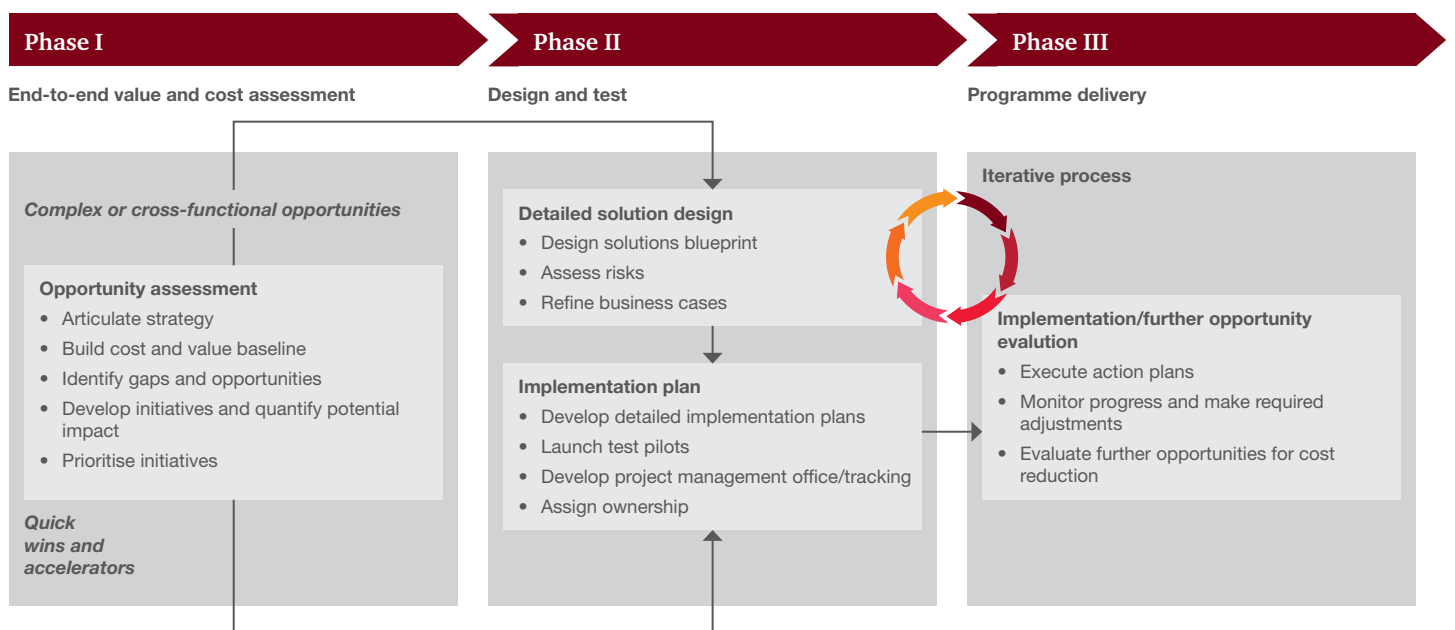 Phase I
Phase II
Phase III
End-to-end value and cost assessment
Design and test
Programme delivery
Complex or cross-functional opportunities
Opportunity assessment
• Articulate strategy
• Build cost and value baseline
• Identify gaps and opportunities
• Develop initiatives and quantify potential
impact
• Prioritise initiatives
Quick
wins and
accelerators
Detailed solution design
• Design solutions blueprint
• Assess risks
• Refine business cases
Implementation plan
• Develop detailed implementation plans
• Launch test pilots
• Develop project management office/tracking
• Assign ownership
Iterative process
Implementation/further opportunity
evalution
• Execute action plans
• Monitor progress and make required
adjustments
• Evaluate further opportunities for cost
reduction